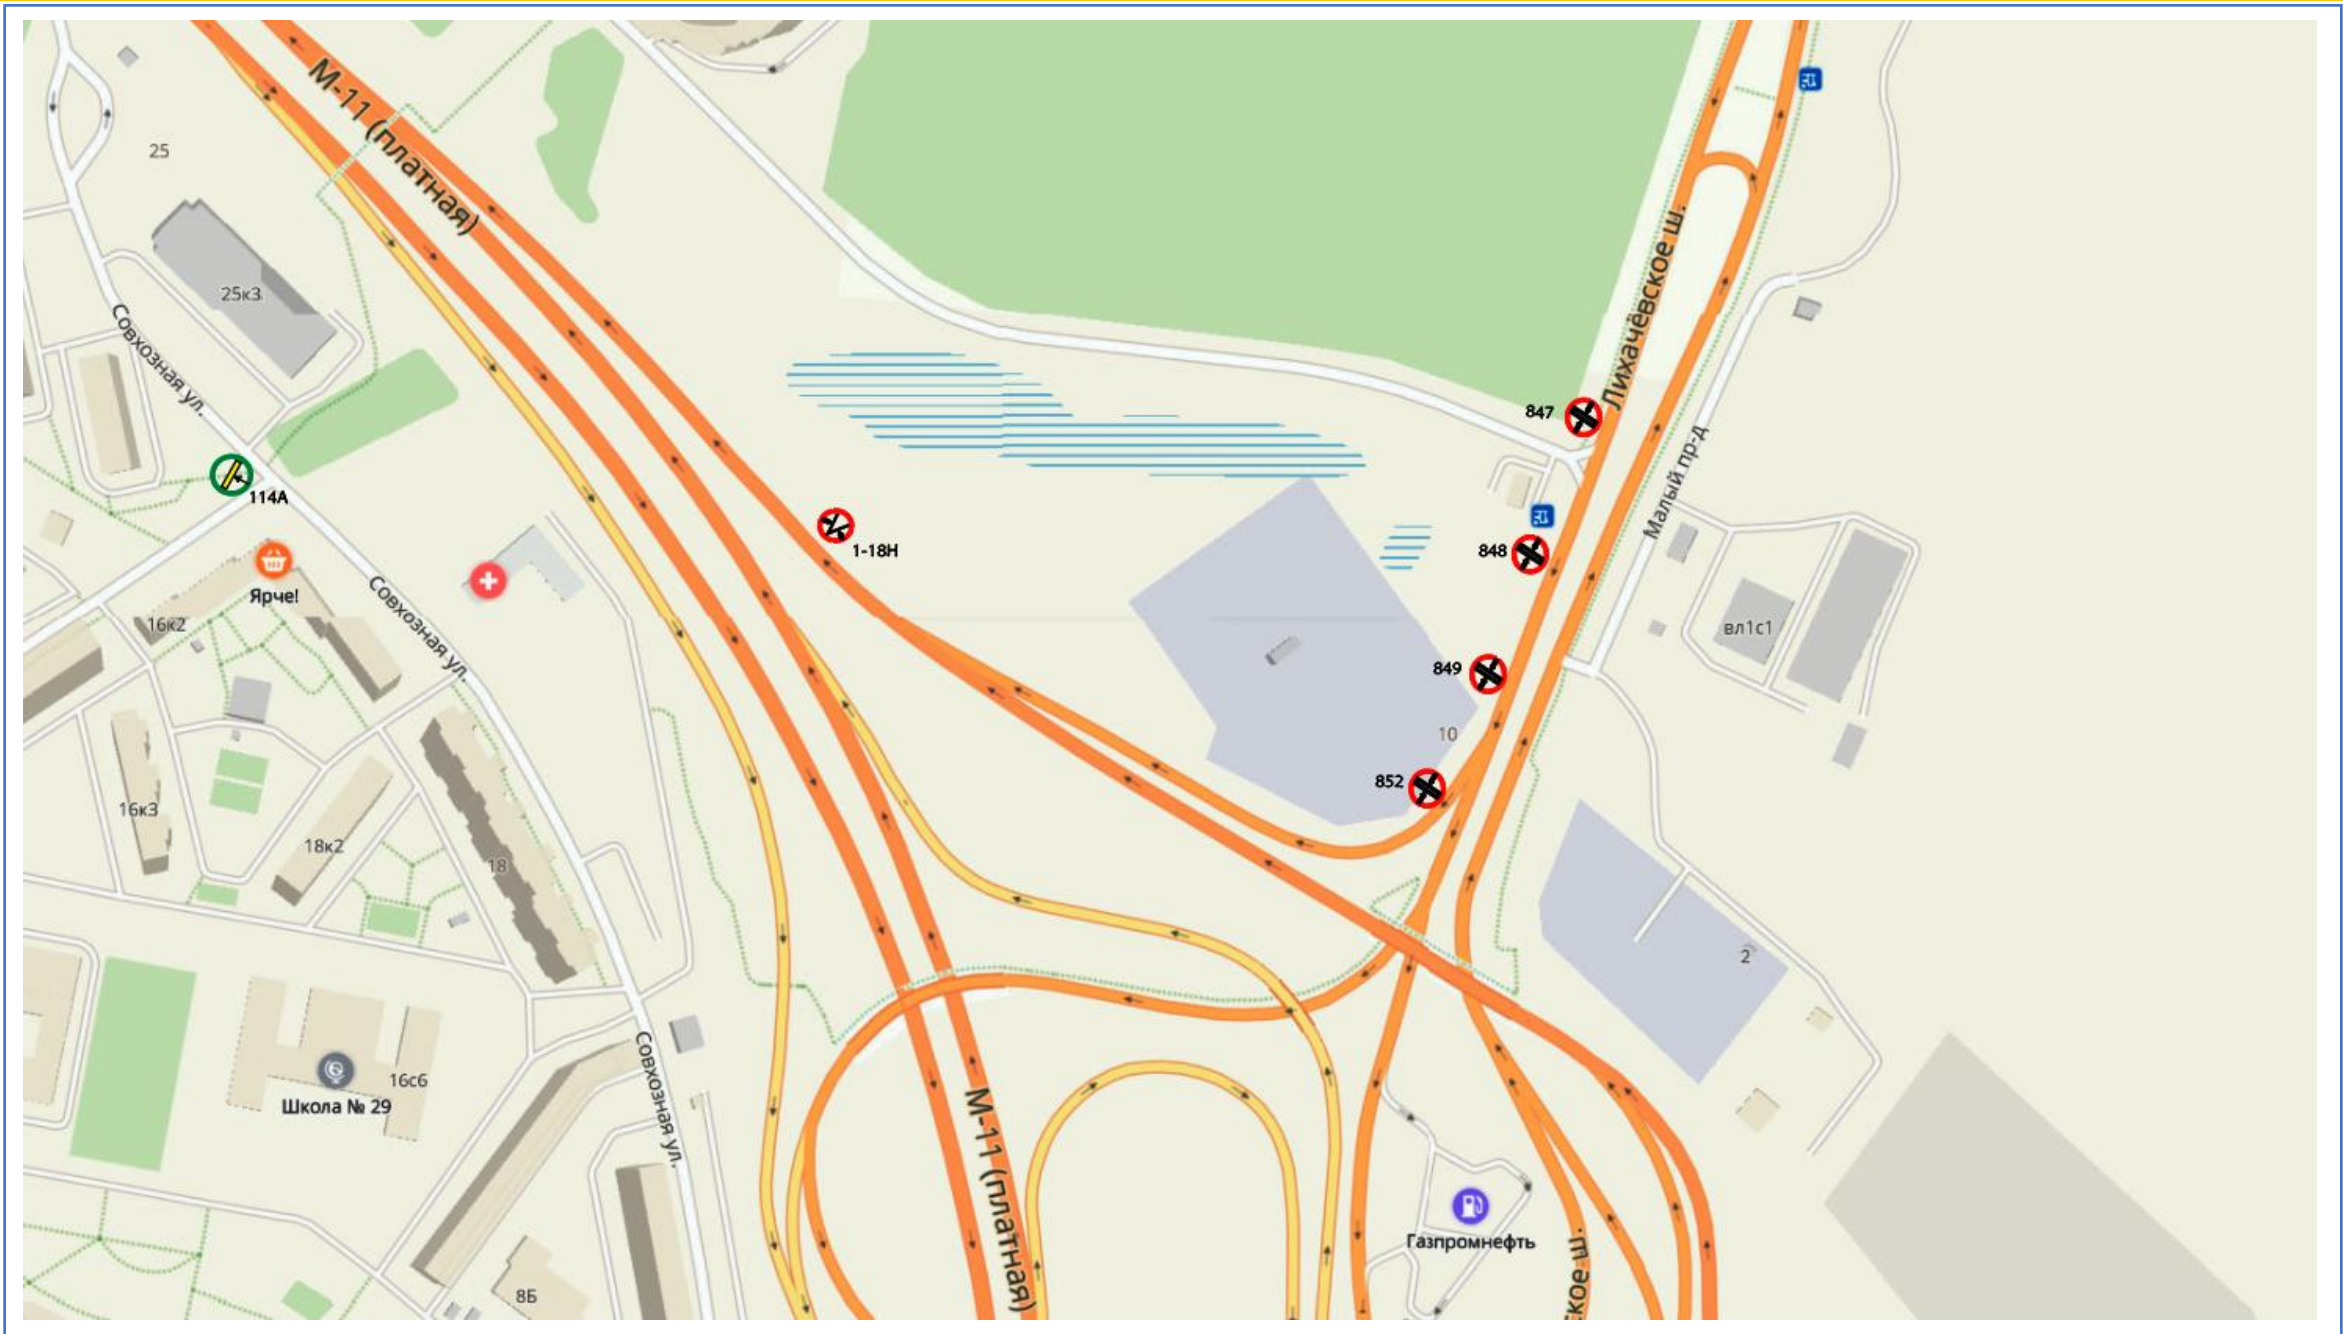 М-11 (платная)
25
25к3
Совхозная ул.
Лихачёвское ш.
847
Малый пр-д
114А
848
1-18Н
Ярче!
Совхозная ул.
16к2
вл1с1
849
10
852
16к3
18к2
18
2
Совхозная ул.
16с6
Школа № 29
М-11 (платная)
Газпромнефть
ское ш.
8Б